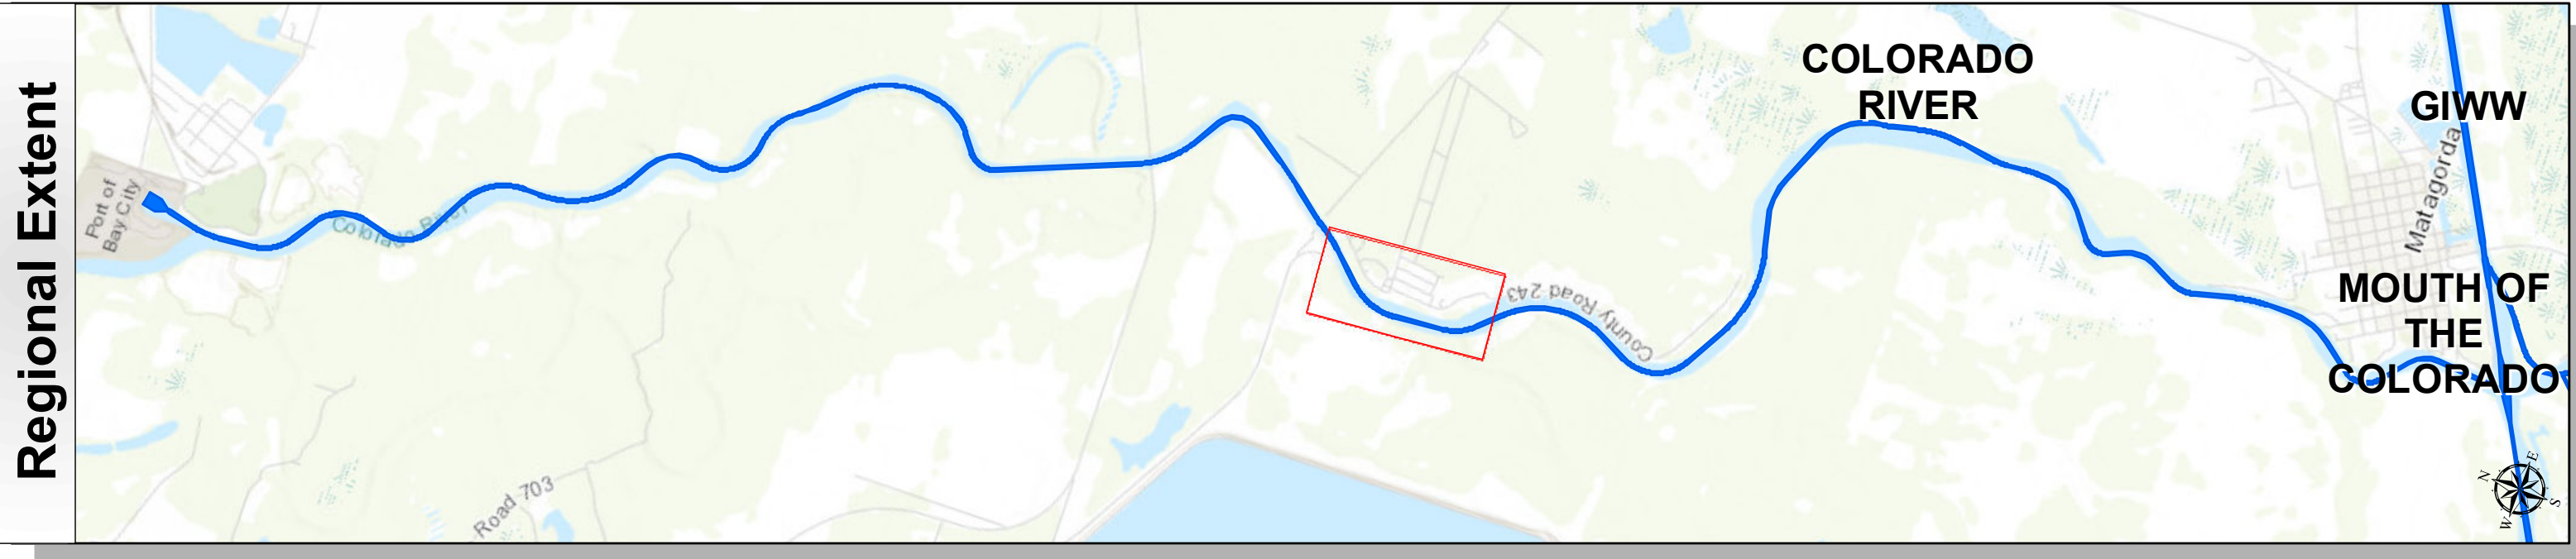 Regional Extent
Port of
Bay City
Colorado River
Road 703
County Road 243
COLORADO
RIVER
GIWW
Matagorda
MOUTH OF
THE
COLORADO
N
E
S
W